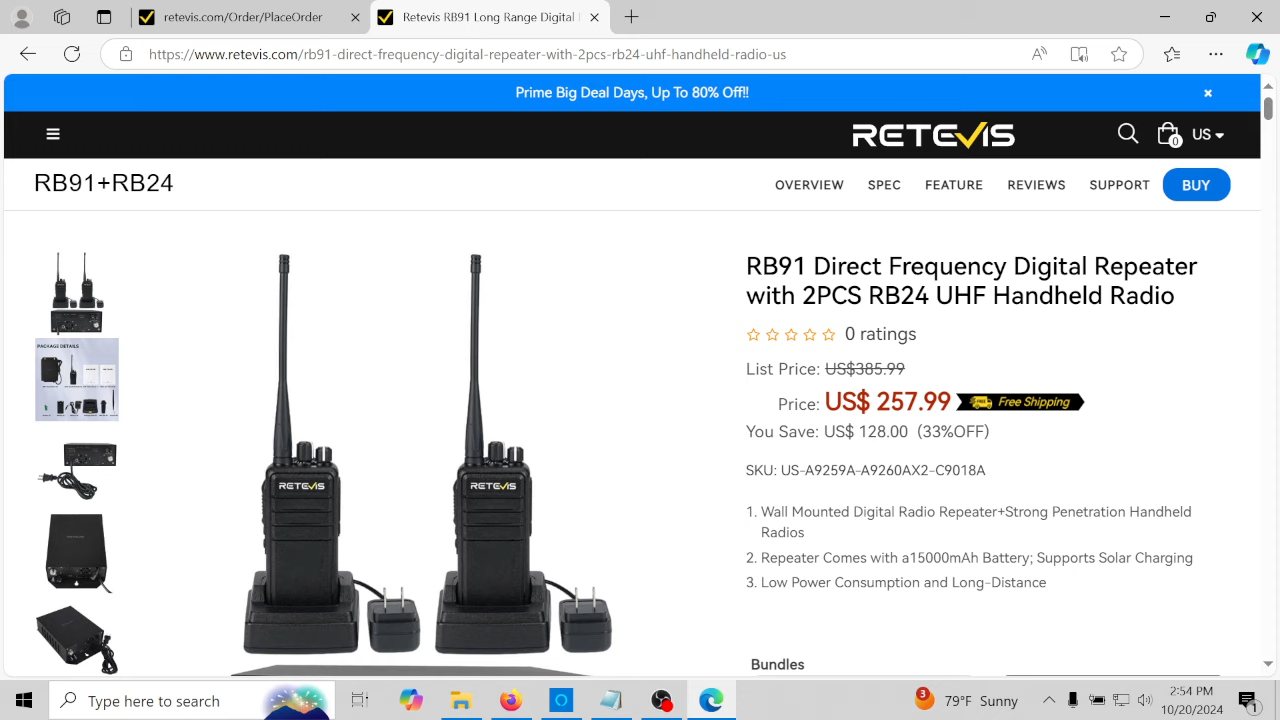 RETEVIS - Order/PlaceOrder
RB91 Long Range Digital Repeater
https://www.retevis.com/rb91-direct-frequency-digital-repeater-with-2pcs-rb24-uhf-handheld-radio-us
Prime Big Deal Days, Up To 80% Off!!
RETEVIS
0
US
RB91+RB24
OVERVIEW
SPEC
FEATURE
REVIEWS
SUPPORT
BUY
PACKAGE DETAILS
RETEVIS
RETEVIS
RB91 Direct Frequency Digital Repeater
with 2PCS RB24 UHF Handheld Radio
0 ratings
List Price: US$385.99
Price: US$ 257.99 FREE Free Shipping
You Save: US$ 128.00 (33%OFF)
SKU: US-A9259A-A9260AX2-C9018A
1. Wall Mounted Digital Radio Repeater+Strong Penetration Handheld
Radios
2. Repeater Comes with a15000mAh Battery; Supports Solar Charging
3. Low Power Consumption and Long-Distance
Bundles
Type here to search
3
79°F Sunny
2:54 PM
10/20/2024
1